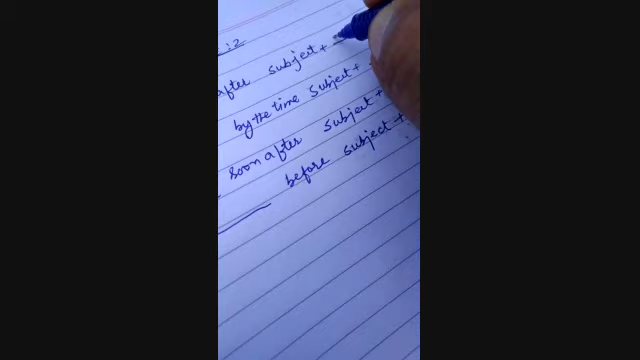 : 2
after subject +
by the time subject +
soon after subject +
before subject +